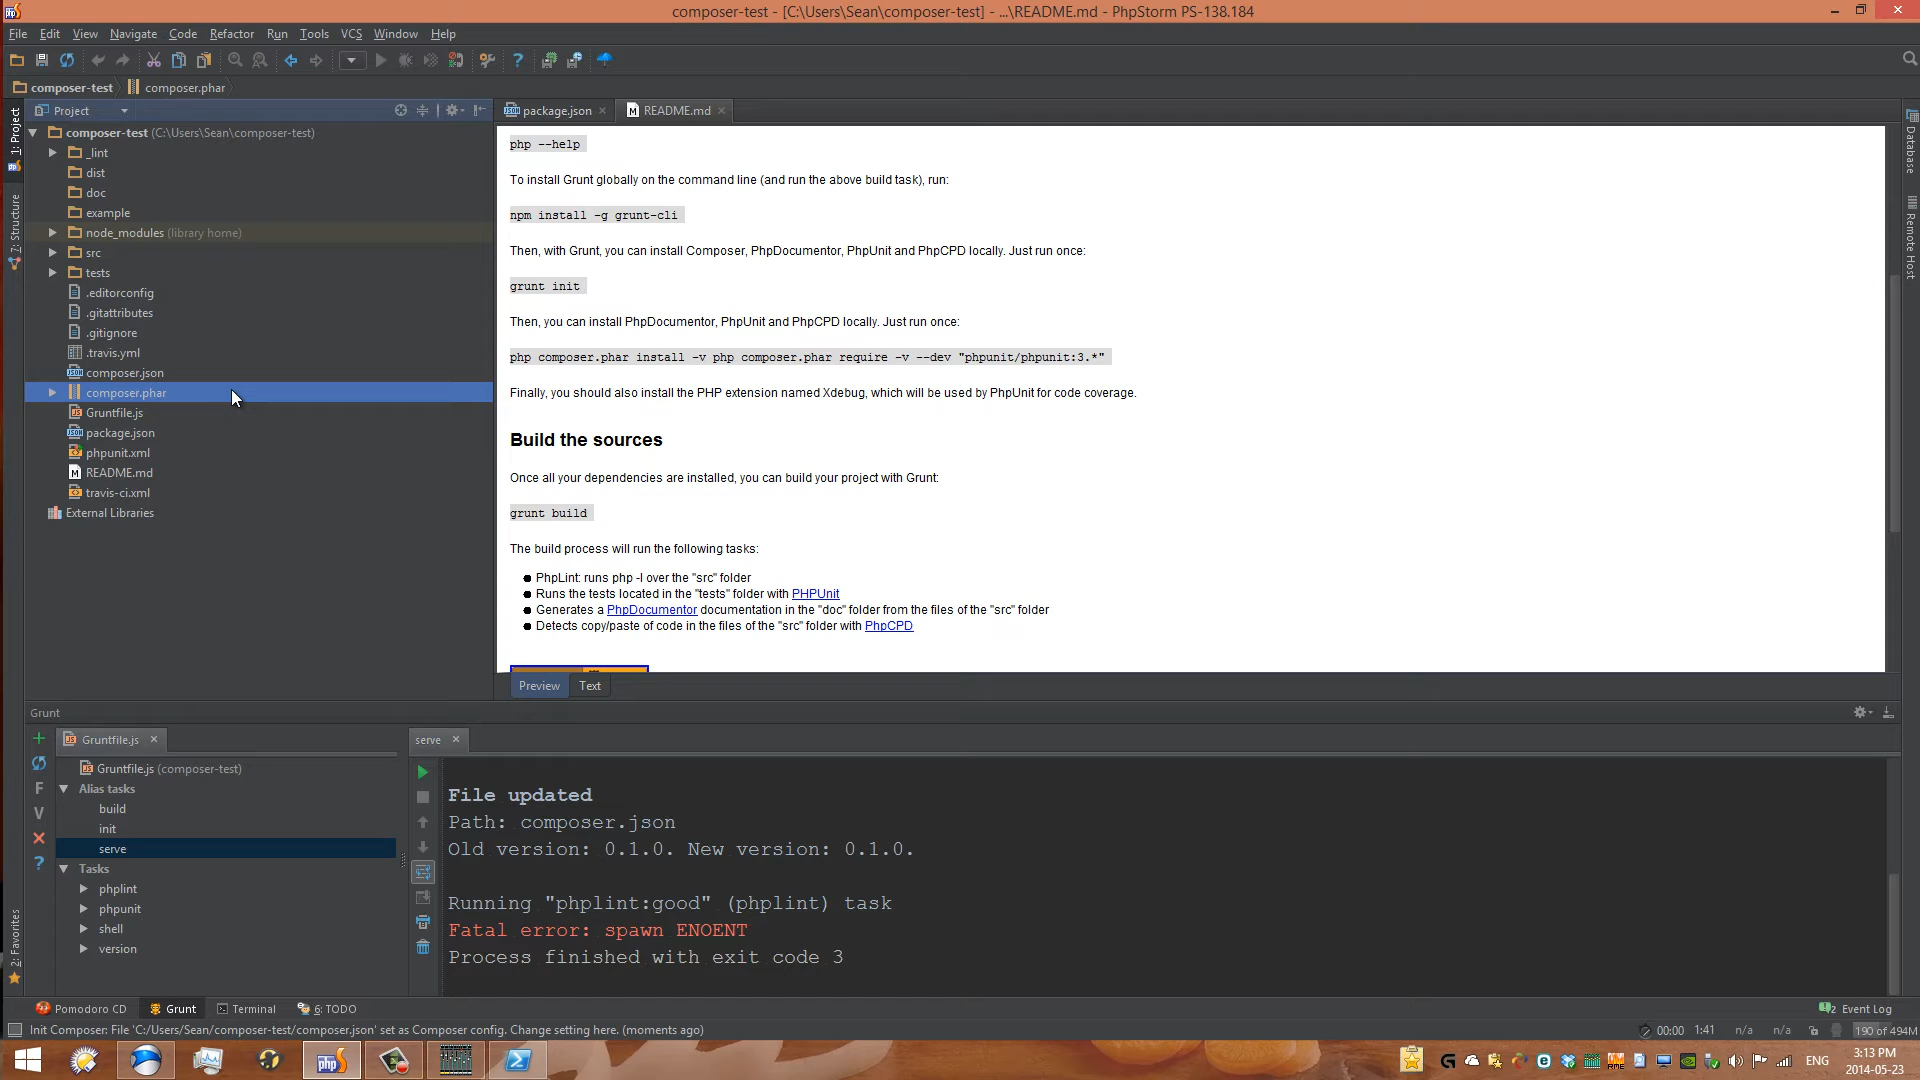 composer-test - [C:\Users\Sean\composer-test] - ...\README.md - PhpStorm PS-138.184
File Edit View Navigate Code Refactor Run Tools VCS Window Help
composer-test composer.phar
1: Project
7: Structure
2: Favorites
Project
composer-test (C:\Users\Sean\composer-test)
_lint
dist
doc
example
node_modules (library home)
src
tests
.editorconfig
.gitattributes
.gitignore
.travis.yml
composer.json
composer.phar
Gruntfile.js
package.json
phpunit.xml
README.md
travis-ci.xml
External Libraries
package.json README.md
php --help
To install Grunt globally on the command line (and run the above build task), run:
npm install -g grunt-cli
Then, with Grunt, you can install Composer, PhpDocumentor, PhpUnit and PhpCPD locally. Just run once:
grunt init
Then, you can install PhpDocumentor, PhpUnit and PhpCPD locally. Just run once:
php composer.phar install -v php composer.phar require -v --dev "phpunit/phpunit:3.*"
Finally, you should also install the PHP extension named Xdebug, which will be used by PhpUnit for code coverage.
Build the sources
Once all your dependencies are installed, you can build your project with Grunt:
grunt build
The build process will run the following tasks:
PhpLint: runs php -l over the "src" folder
Runs the tests located in the "tests" folder with PHPUnit
Generates a PhpDocumentor documentation in the "doc" folder from the files of the "src" folder
Detects copy/paste of code in the files of the "src" folder with PhpCPD
Preview Text
Database
Remote Host
Grunt
Gruntfile.js
Gruntfile.js (composer-test)
Alias tasks
build
init
serve
Tasks
phplint
phpunit
shell
version
serve
File updated
Path: composer.json
Old version: 0.1.0. New version: 0.1.0.
Running "phplint:good" (phplint) task
Fatal error: spawn ENOENT
Process finished with exit code 3
Pomodoro CD Grunt Terminal 6: TODO 2 Event Log
Init Composer: File 'C:/Users/Sean/composer-test/composer.json' set as Composer config. Change setting here. (moments ago) 00:00 1:41 n/a n/a 190 of 494M
ENG
3:13 PM
2014-05-23